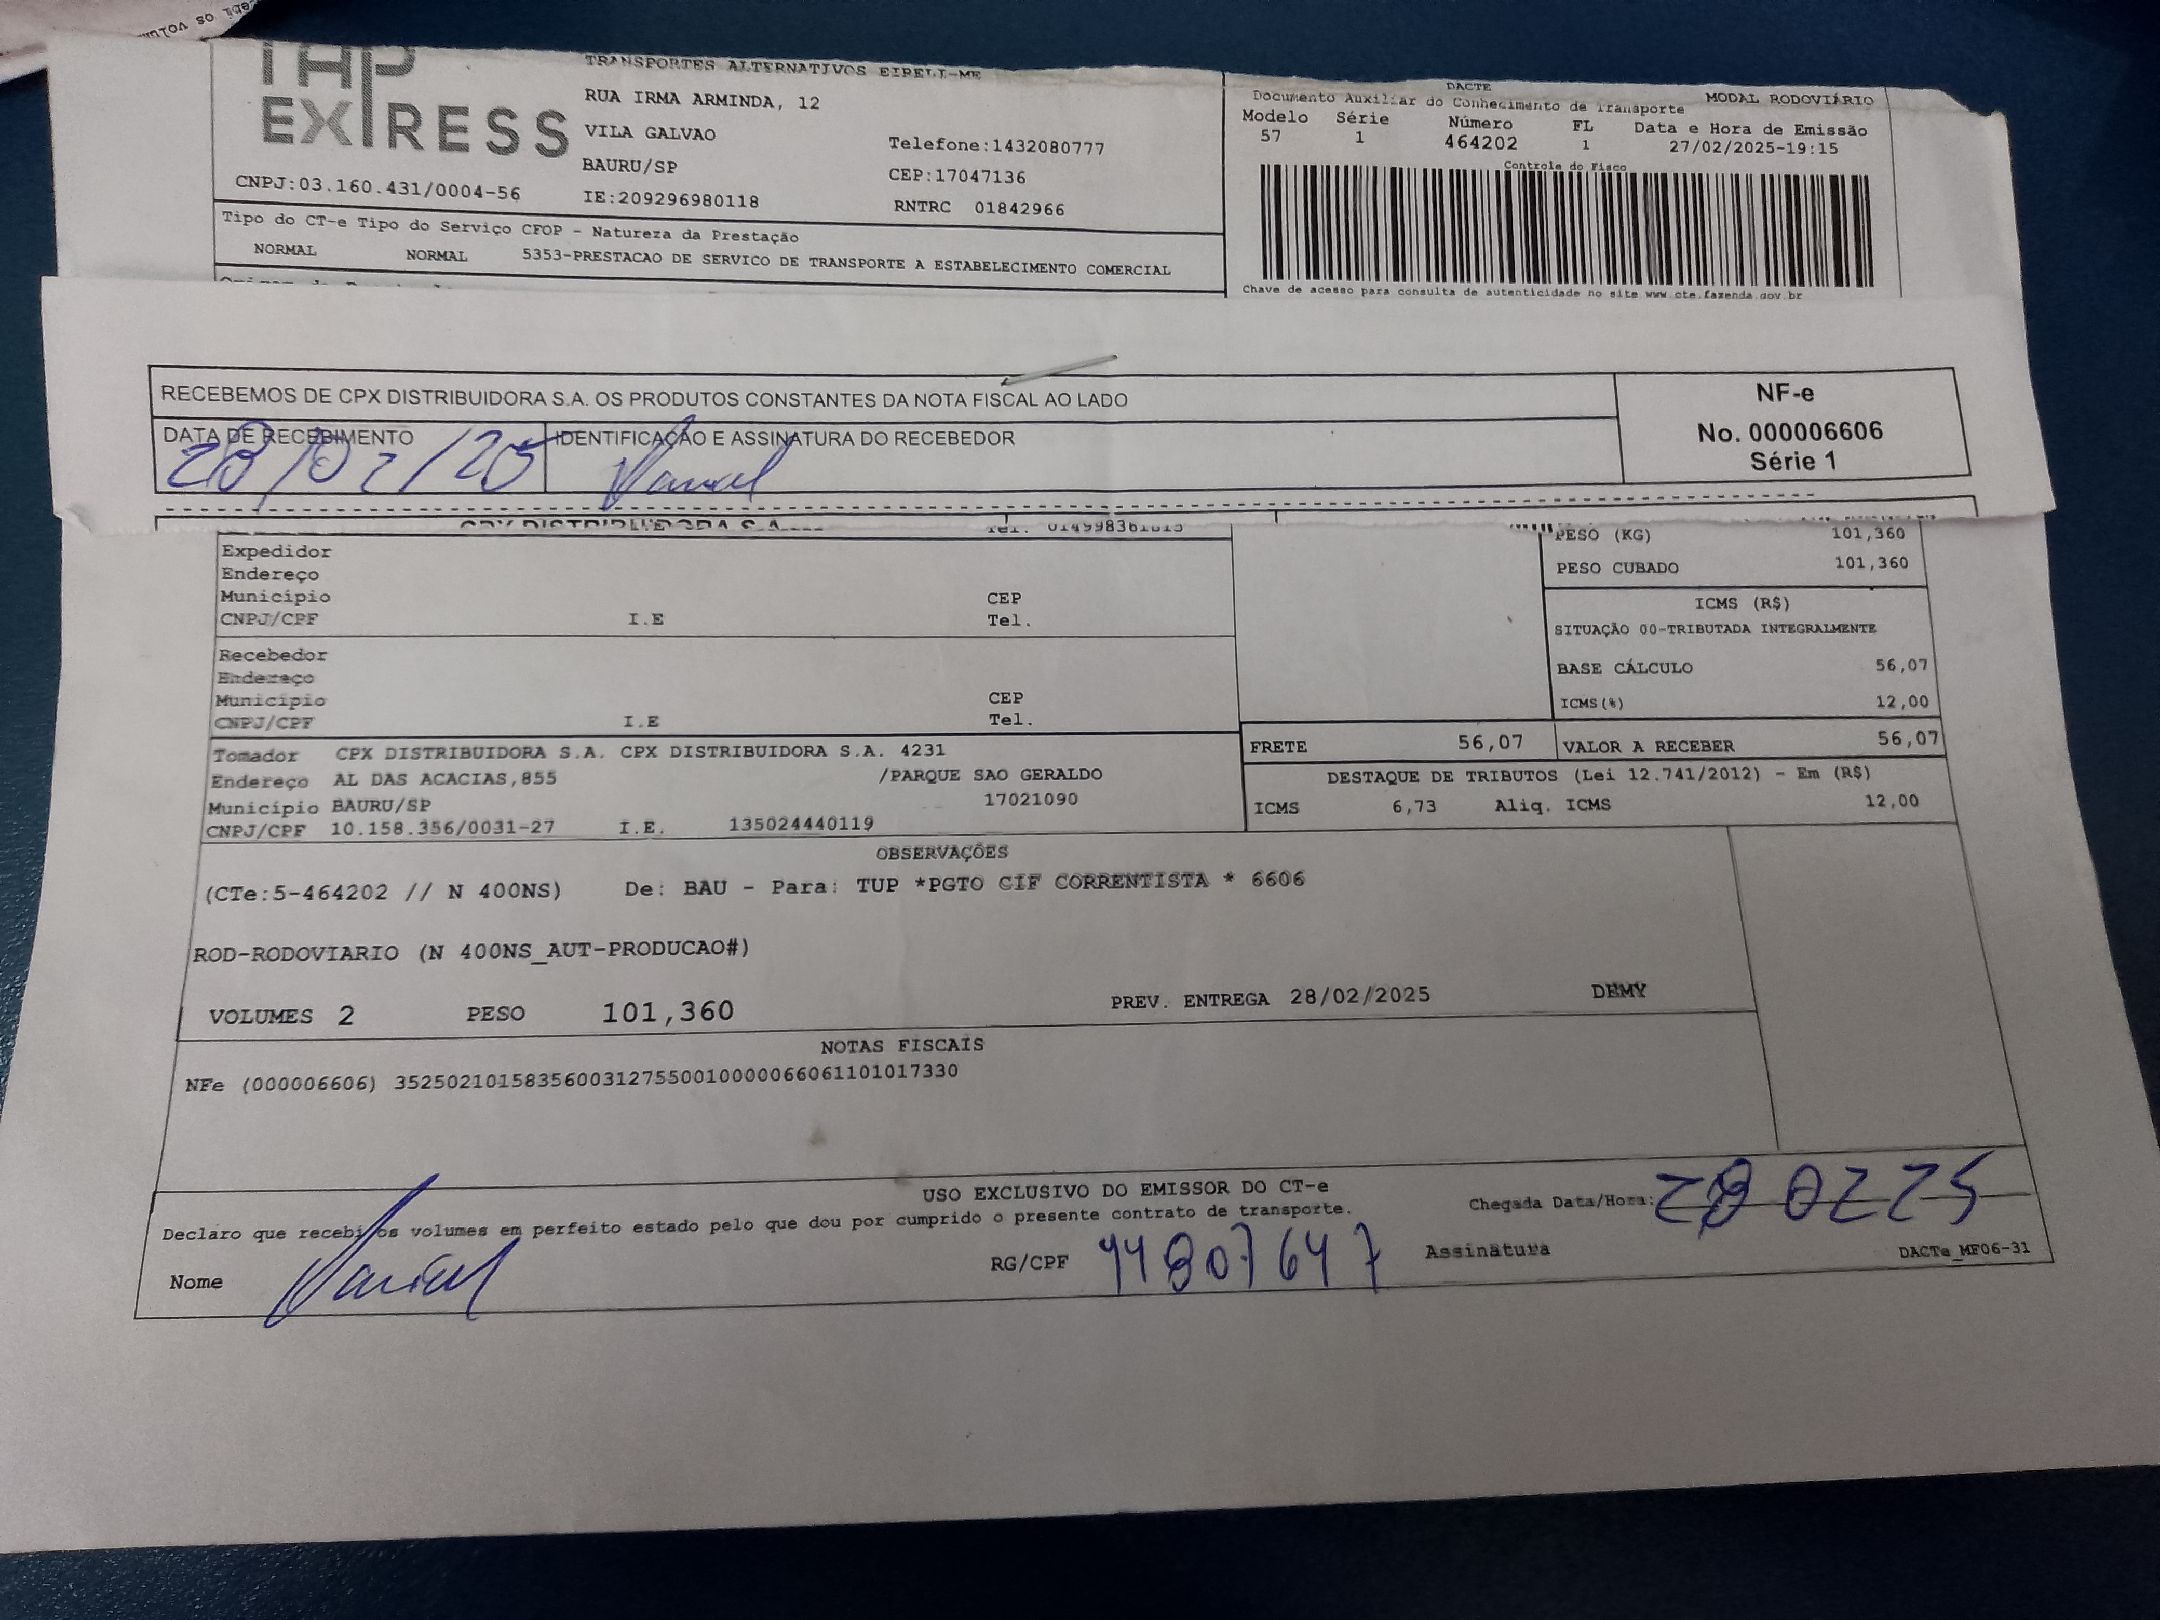 TAP
EXPRESS
TRANSPORTES ALTERNATIVOS EIRELI-ME
RUA IRMA ARMINDA, 12
VILA GALVAO
Telefone:1432080777
BAURU/SP
CEP:17047136
CNPJ:03.160.431/0004-56
IE:209296980118
RNTRC 01842966
DACTE
Documento Auxiliar do Conhecimento de Transporte
MODAL RODOVIÁRIO
Modelo Série Número FL Data e Hora de Emissão
57 1 464202 1 27/02/2025-19:15
Controle do Fisco
Chave de acesso para consulta de autenticidade no site www.cte.fazenda.gov.br
Tipo do CT-e Tipo do Serviço CFOP - Natureza da Prestação
NORMAL NORMAL 5353-PRESTACAO DE SERVICO DE TRANSPORTE A ESTABELECIMENTO COMERCIAL
RECEBEMOS DE CPX DISTRIBUIDORA S.A. OS PRODUTOS CONSTANTES DA NOTA FISCAL AO LADO
NF-e
No. 000006606
Série 1
DATA DE RECEBIMENTO
28/02/25
IDENTIFICAÇÃO E ASSINATURA DO RECEBEDOR
CPX DISTRIBUIDORA S.A.
Expedidor
Endereço
Município CEP
CNPJ/CPF I.E Tel.
Recebedor
Endereço
Município CEP
CNPJ/CPF I.E Tel.
PESO (KG) 101,360
PESO CUBADO 101,360
ICMS (R$)
SITUAÇÃO 00-TRIBUTADA INTEGRALMENTE
BASE CÁLCULO 56,07
ICMS(%) 12,00
Tomador CPX DISTRIBUIDORA S.A. CPX DISTRIBUIDORA S.A. 4231
Endereço AL DAS ACACIAS,855 /PARQUE SAO GERALDO
Município BAURU/SP 17021090
CNPJ/CPF 10.158.356/0031-27 I.E. 135024440119
FRETE 56,07 VALOR A RECEBER 56,07
DESTAQUE DE TRIBUTOS (Lei 12.741/2012) - Em (R$)
ICMS 6,73 Aliq. ICMS 12,00
OBSERVAÇÕES
(CTe:5-464202 // N 400NS) De: BAU - Para: TUP *PGTO CIF CORRENTISTA * 6606
ROD-RODOVIARIO (N 400NS_AUT-PRODUCAO#)
VOLUMES 2 PESO 101,360 PREV. ENTREGA 28/02/2025 DEMY
NOTAS FISCAIS
NFe (000006606) 35250210158356003127550010000066061101017330
USO EXCLUSIVO DO EMISSOR DO CT-e
Declaro que recebi os volumes em perfeito estado pelo que dou por cumprido o presente contrato de transporte.
Chegada Data/Hora: 28 02 25
Nome
RG/CPF 44807647
Assinatura
DACTe_MF06-31